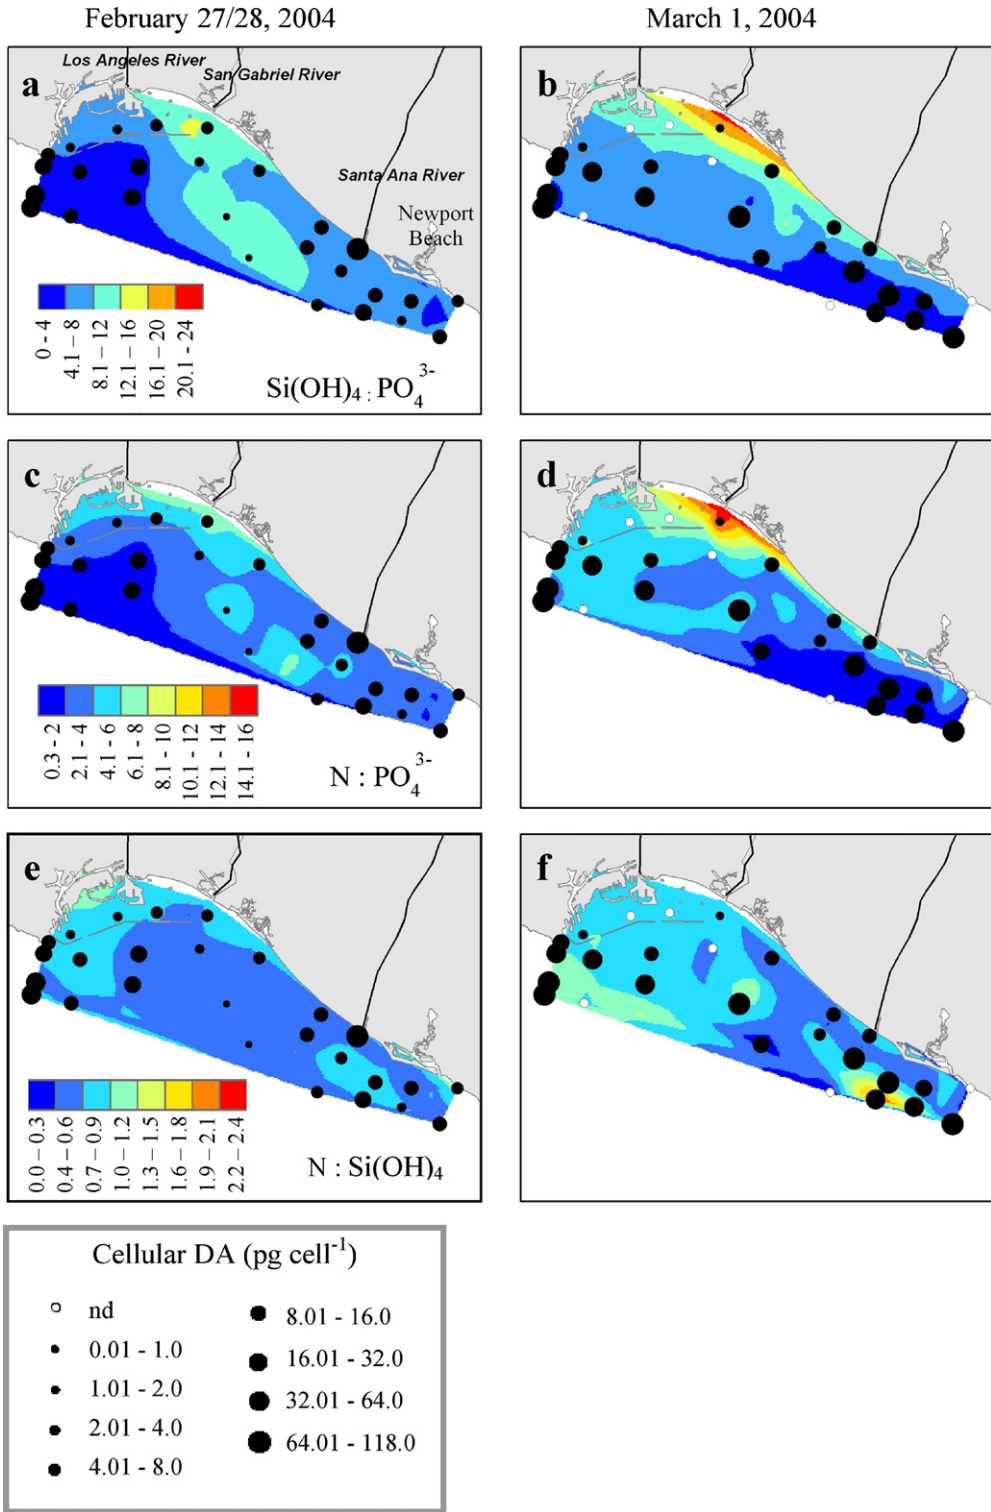 February 27/28, 2004
March 1, 2004
a
Los Angeles River
San Gabriel River
Santa Ana River
Newport
Beach
0 - 4
4.1 – 8
8.1 – 12
12.1 – 16
16.1 – 20
20.1 - 24
Si(OH)₄ : PO₄³⁻
b
c
0.3 - 2
2.1 - 4
4.1 - 6
6.1 - 8
8.1 - 10
10.1 - 12
12.1 - 14
14.1 - 16
N : PO₄³⁻
d
e
0.0 – 0.3
0.4 – 0.6
0.7 – 0.9
1.0 – 1.2
1.3 – 1.5
1.6 – 1.8
1.9 – 2.1
2.2 – 2.4
N : Si(OH)₄
f
Cellular DA (pg cell⁻¹)
nd
0.01 - 1.0
1.01 - 2.0
2.01 - 4.0
4.01 - 8.0
8.01 - 16.0
16.01 - 32.0
32.01 - 64.0
64.01 - 118.0